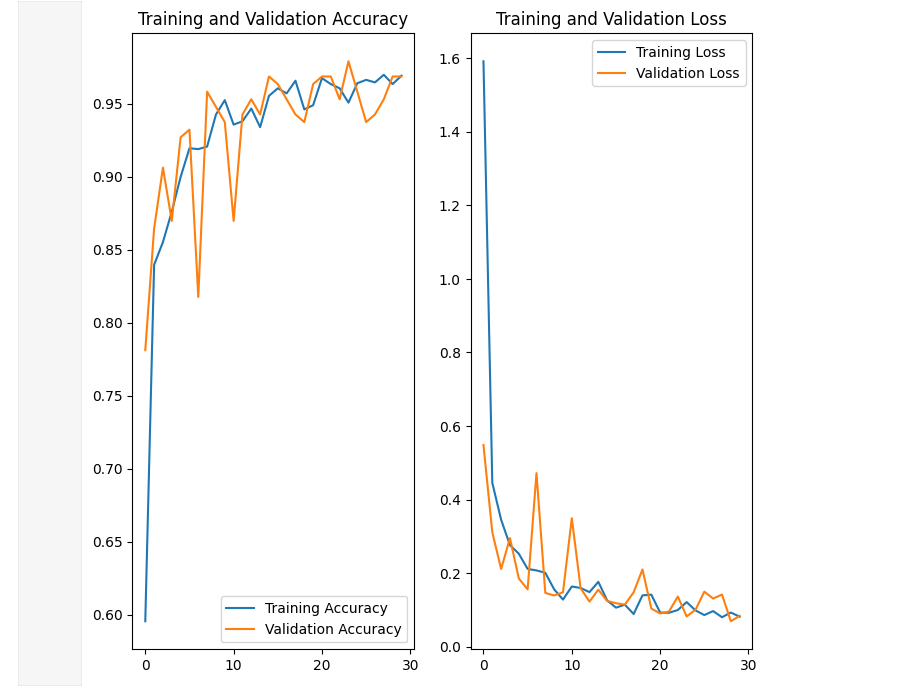 Training and Validation Accuracy
0.95
0.90
0.85
0.80
0.75
0.70
0.65
0.60
Training Accuracy
Validation Accuracy
0 10 20 30
Training and Validation Loss
Training Loss
Validation Loss
1.6
1.4
1.2
1.0
0.8
0.6
0.4
0.2
0.0
0 10 20 30